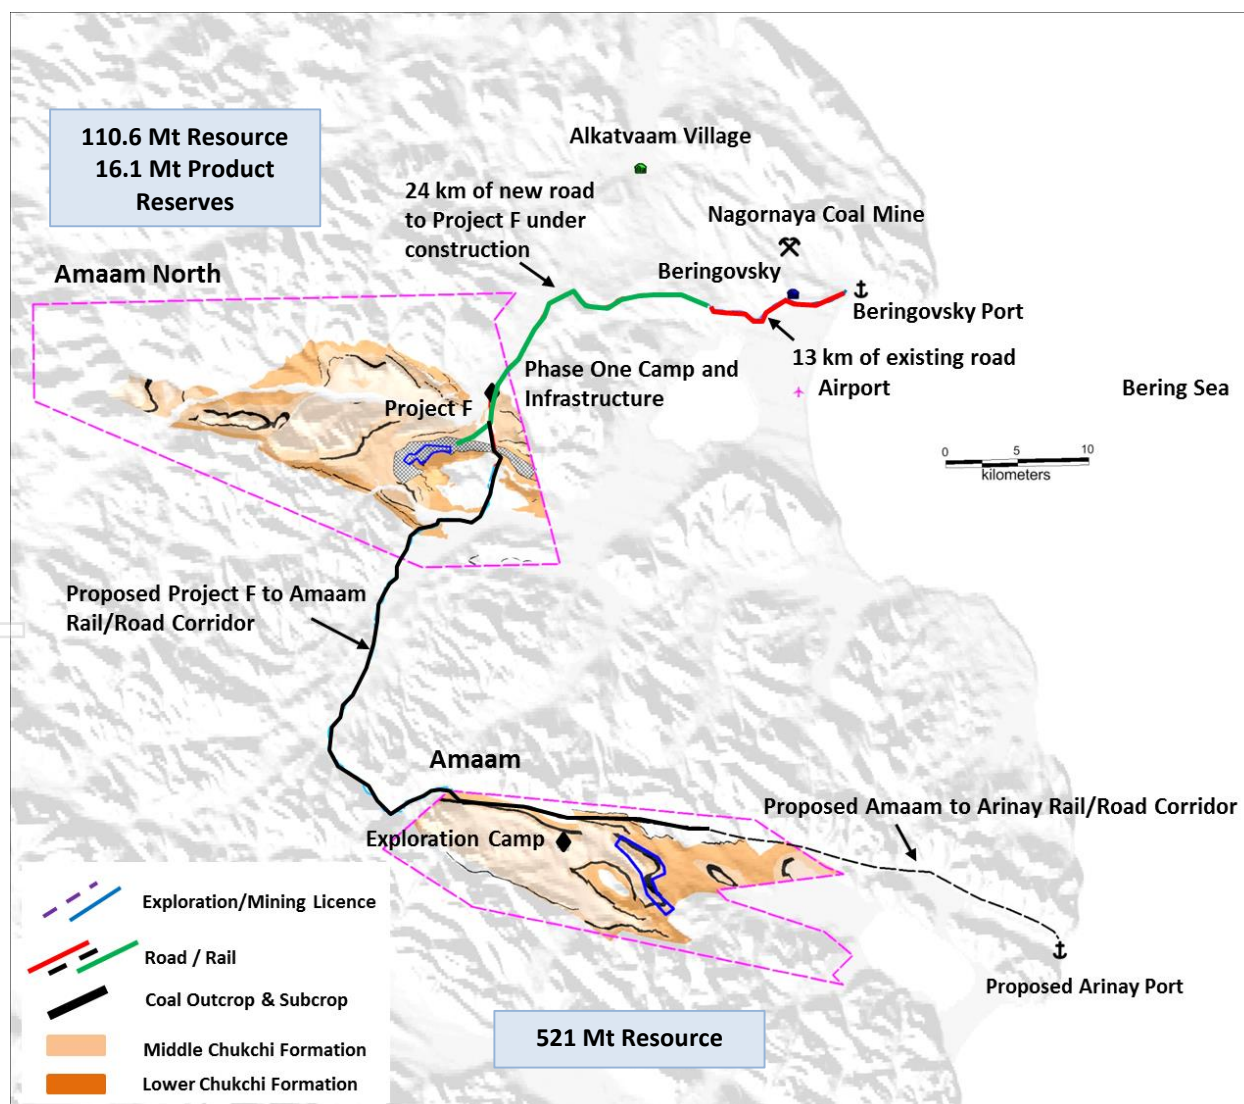 110.6 Mt Resource
16.1 Mt Product
Reserves
Alkatvaam Village
24 km of new road
to Project F under
construction
Nagornaya Coal Mine
Amaam North
Beringovsky
Beringovsky Port
13 km of existing road
Airport
Bering Sea
Phase One Camp and
Infrastructure
Project F
0 5 10
kilometers
Proposed Project F to Amaam
Rail/Road Corridor
Amaam
Proposed Amaam to Arinay Rail/Road Corridor
Exploration Camp
Exploration/Mining Licence
Road / Rail
Coal Outcrop & Subcrop
Middle Chukchi Formation
Lower Chukchi Formation
Proposed Arinay Port
521 Mt Resource